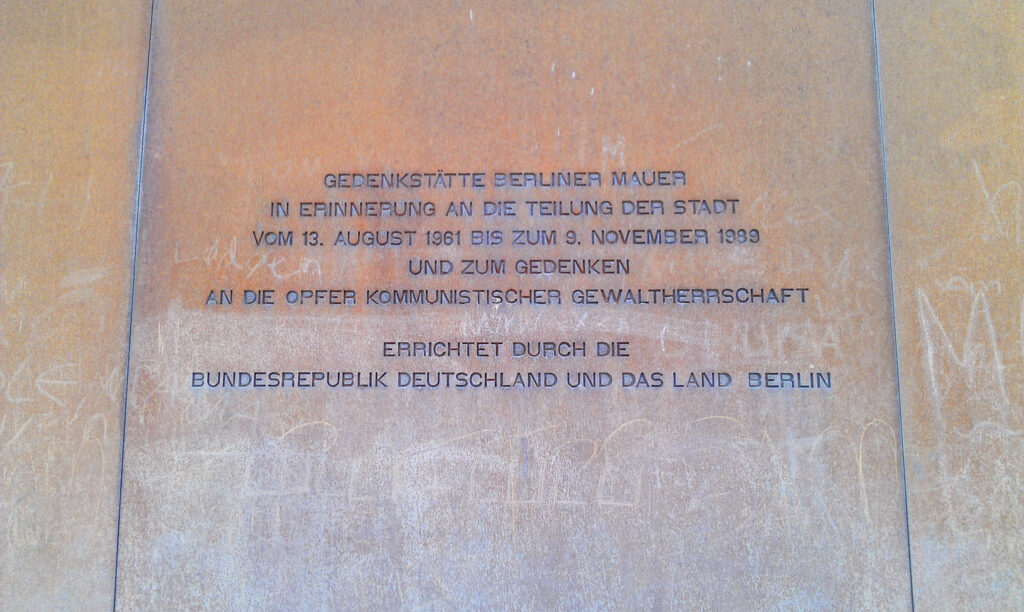 GEDENKSTÄTTE BERLINER MAUER
IN ERINNERUNG AN DIE TEILUNG DER STADT
VOM 13. AUGUST 1961 BIS ZUM 9. NOVEMBER 1989
UND ZUM GEDENKEN
AN DIE OPFER KOMMUNISTISCHER GEWALTHERRSCHAFT
ERRICHTET DURCH DIE
BUNDESREPUBLIK DEUTSCHLAND UND DAS LAND BERLIN